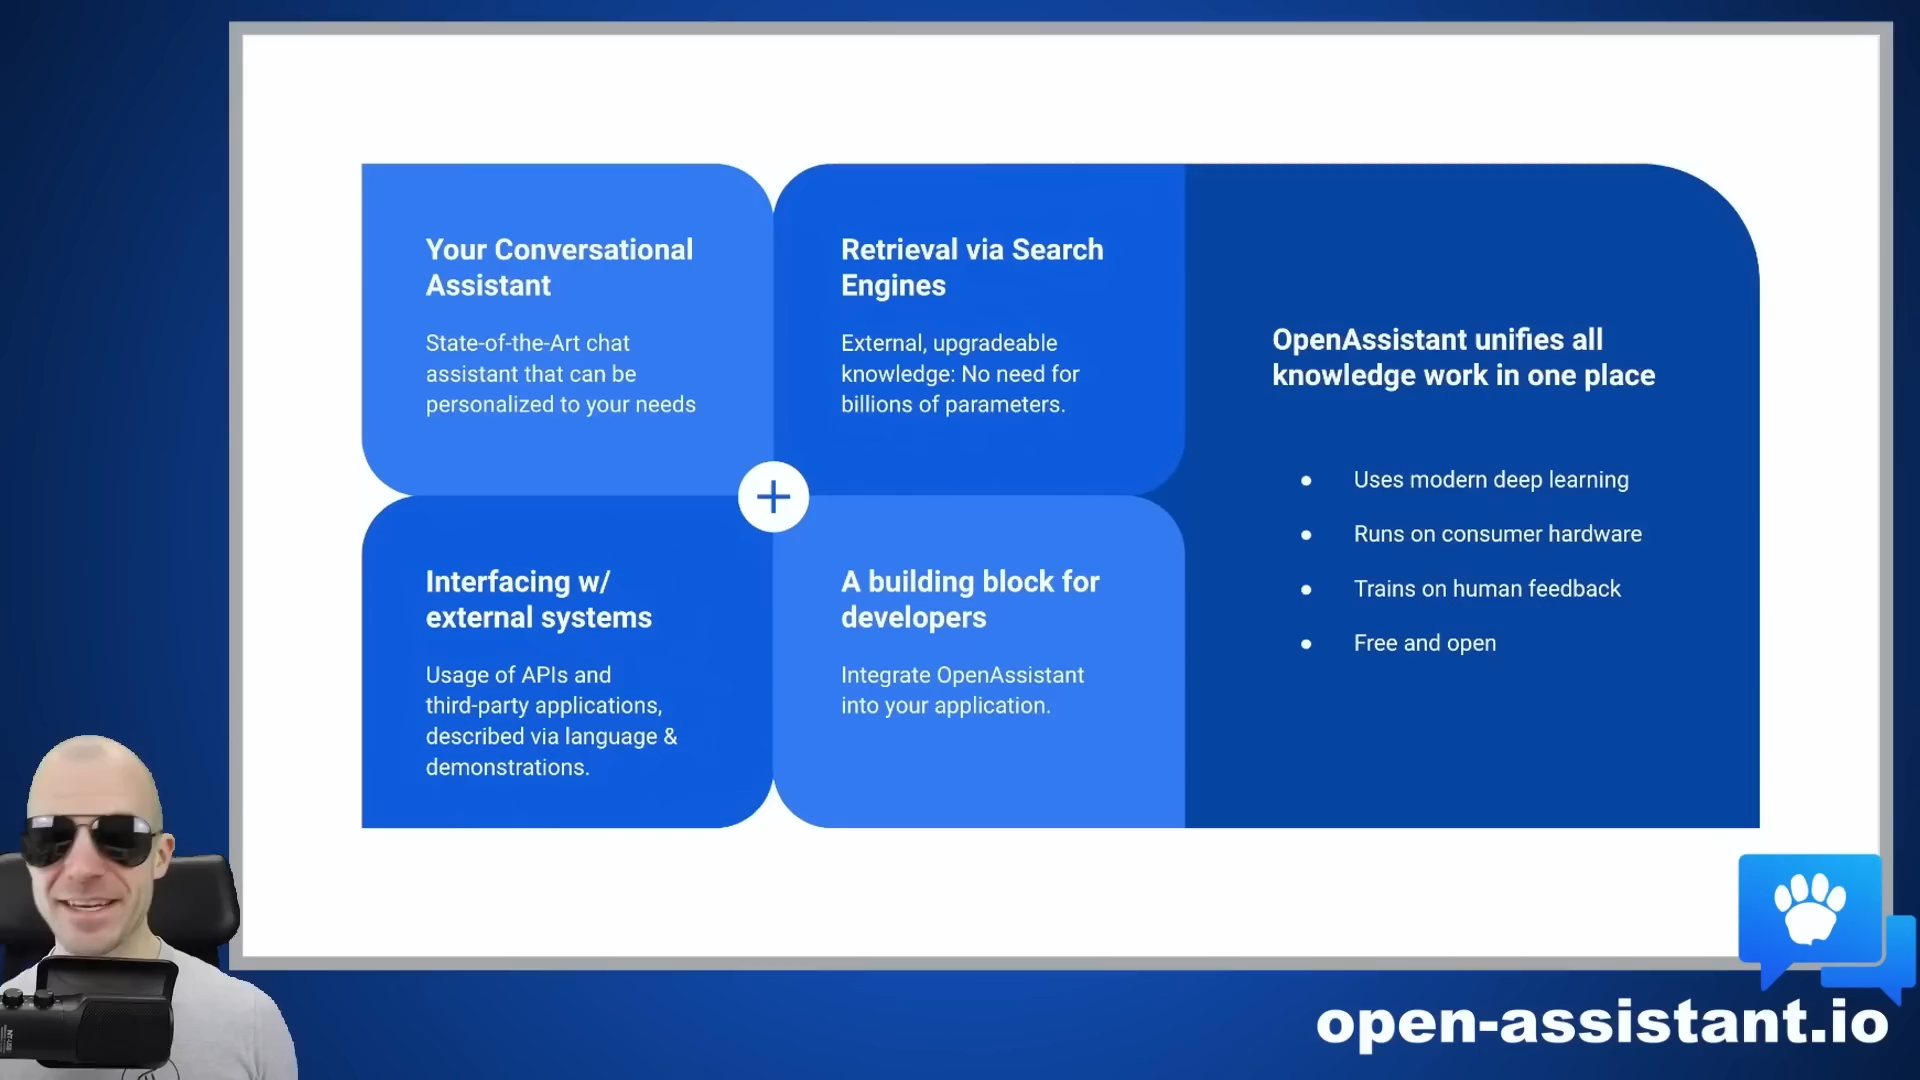 Your Conversational
Assistant
State-of-the-Art chat
assistant that can be
personalized to your needs
Retrieval via Search
Engines
External, upgradeable
knowledge: No need for
billions of parameters.
Interfacing w/
external systems
Usage of APIs and
third-party applications,
described via language &
demonstrations.
A building block for
developers
Integrate OpenAssistant
into your application.
OpenAssistant unifies all
knowledge work in one place
● Uses modern deep learning
● Runs on consumer hardware
● Trains on human feedback
● Free and open
open-assistant.io